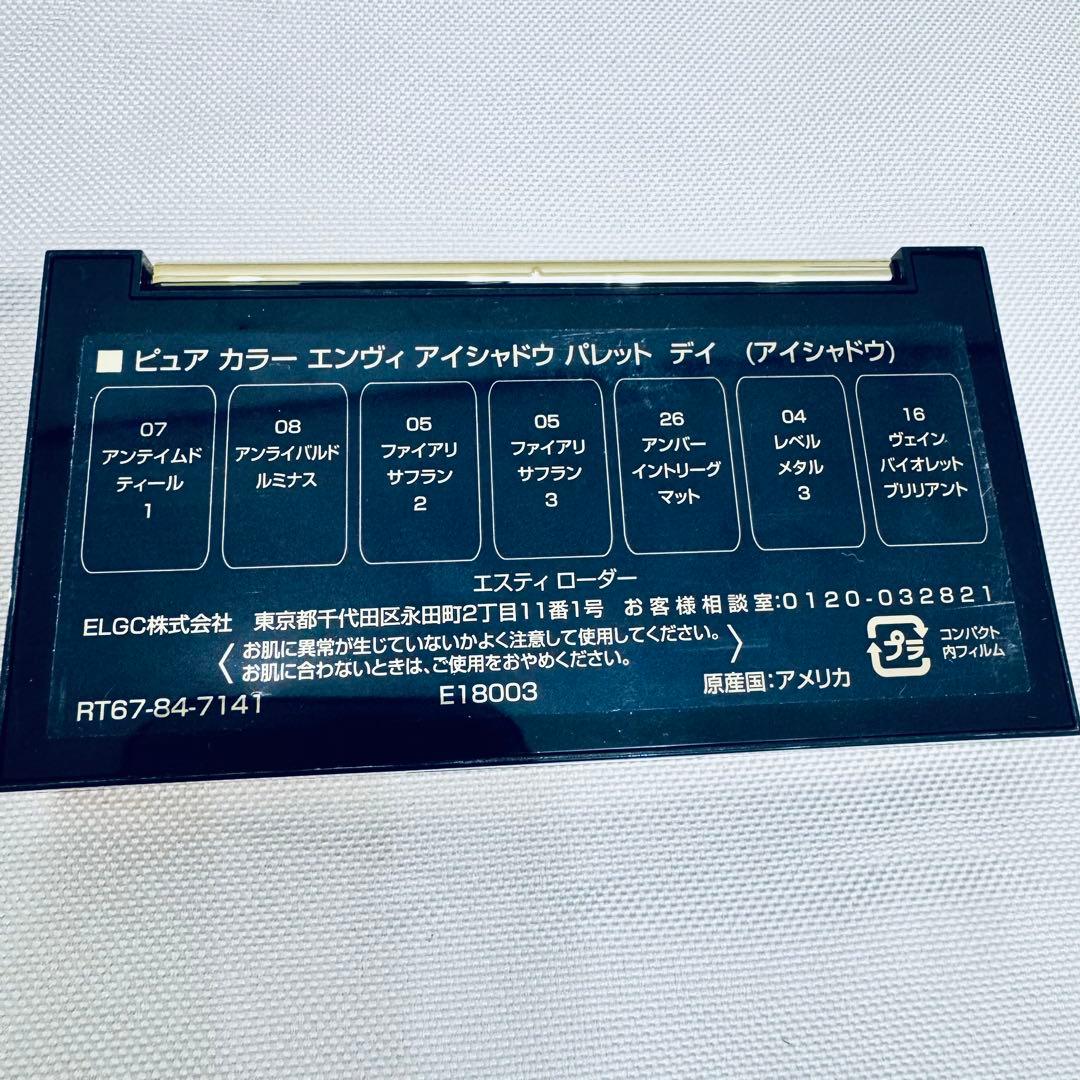 ■ ピュア カラー エンヴィ アイシャドウ パレット デイ （アイシャドウ）
07
アンテイムド
ティール
1
08
アンライバルド
ルミナス
05
ファイアリ
サフラン
2
05
ファイアリ
サフラン
3
26
アンバー
イントリーグ
マット
04
レベル
メタル
3
16
ヴェイン
バイオレット
ブリリアント
エスティ ローダー
ELGC株式会社 東京都千代田区永田町2丁目11番1号 お客様相談室:0120-032821
〈お肌に異常が生じていないかよく注意して使用してください。
お肌に合わないときは、ご使用をおやめください。〉
プラ
コンパクト
内フィルム
RT67-84-7141 E18003 原産国:アメリカ